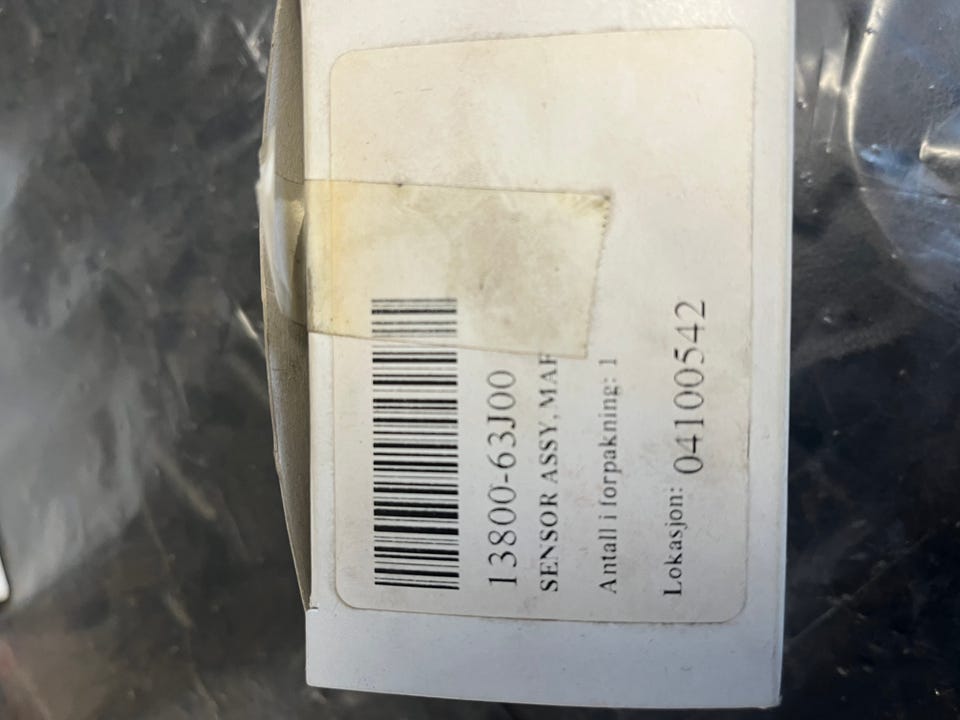 13800-63J00
SENSOR ASSY, MAF
Antall i forpakning: 1
Lokasjon: 04100542